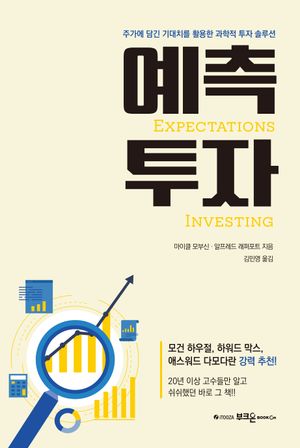 주가에 담긴 기대치를 활용한 과학적 투자 솔루션
예측
EXPECTATIONS
투자
INVESTING
마이클 모부신 · 알프레드 래퍼포트 지음
김민영 옮김
모건 하우절, 하워드 막스,
애스워드 다모다란 강력 추천!
20년 이상 고수들만 알고
쉬쉬했던 바로 그 책!!
iTOOZA 부크온 BOOKOn